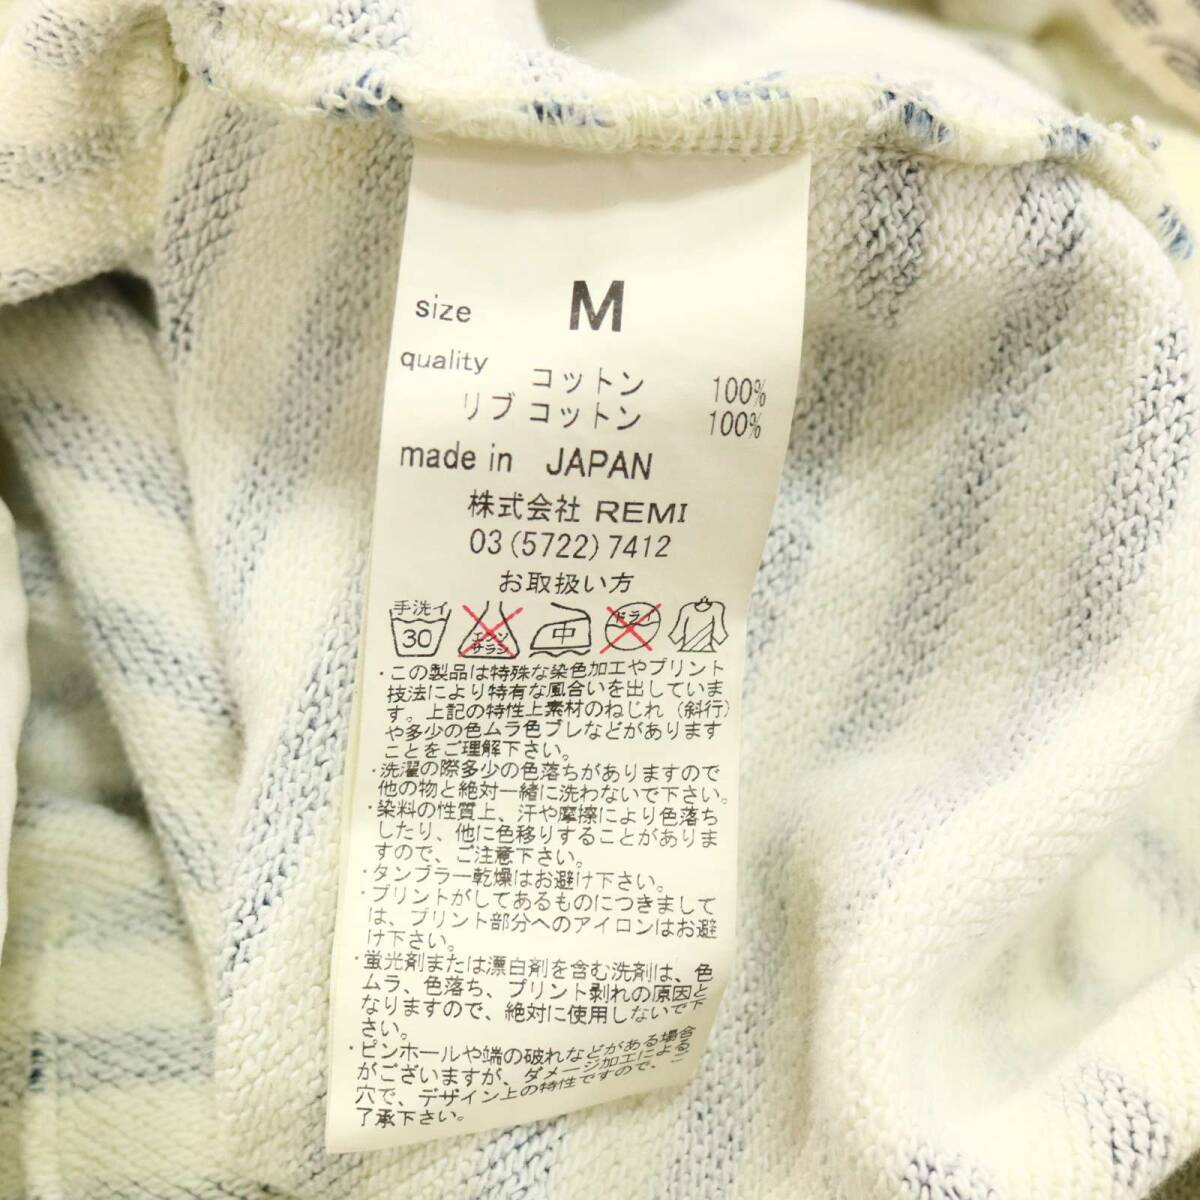 size M
quality
コットン 100%
リブ コットン 100%
made in JAPAN
株式会社 REMI
03(5722)7412
お取扱い方
手洗イ
30
エンソ
サラシ
中
ドライ
・この製品は特殊な染色加工やプリント
技法により特有な風合いを出していま
す。上記の特性上素材のねじれ（斜行）
や多少の色ムラ色ブレなどがあります
ことをご理解下さい。
・洗濯の際多少の色落ちがありますので
他の物と絶対一緒に洗わないで下さい。
・染料の性質上、汗や摩擦により色落ち
したり、他に色移りすることがありま
すので、ご注意下さい。
・タンブラー乾燥はお避け下さい。
・プリントがしてあるものにつきまして
は、プリント部分へのアイロンはお避
け下さい。
・蛍光剤または漂白剤を含む洗剤は、色
ムラ、色落ち、プリント剥れの原因と
なりますので、絶対に使用しないで下
さい。
・ピンホールや端の破れなどがある場合
がございますが、ダメージ加工による
穴で、デザイン上の特性ですので、ご
了承下さい。